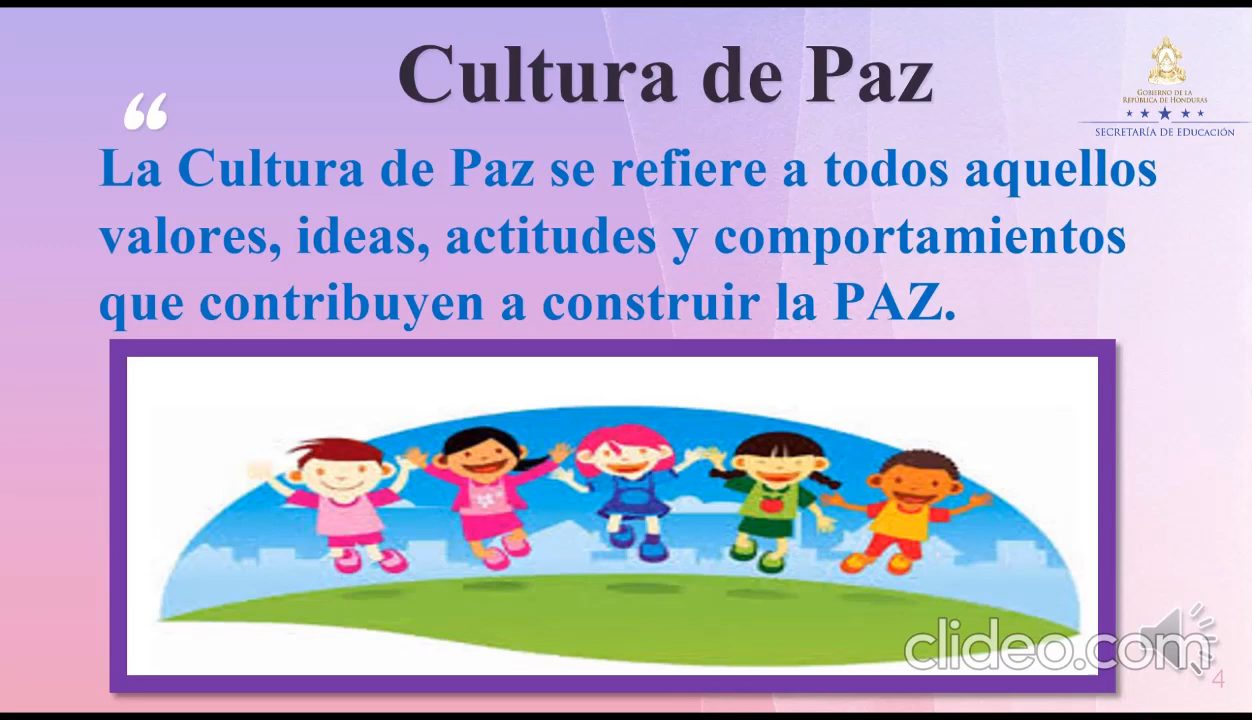 Cultura de Paz
GOBIERNO DE LA
REPÚBLICA DE HONDURAS
SECRETARÍA DE EDUCACIÓN
“
La Cultura de Paz se refiere a todos aquellos
valores, ideas, actitudes y comportamientos
que contribuyen a construir la PAZ.
clideo.com
4